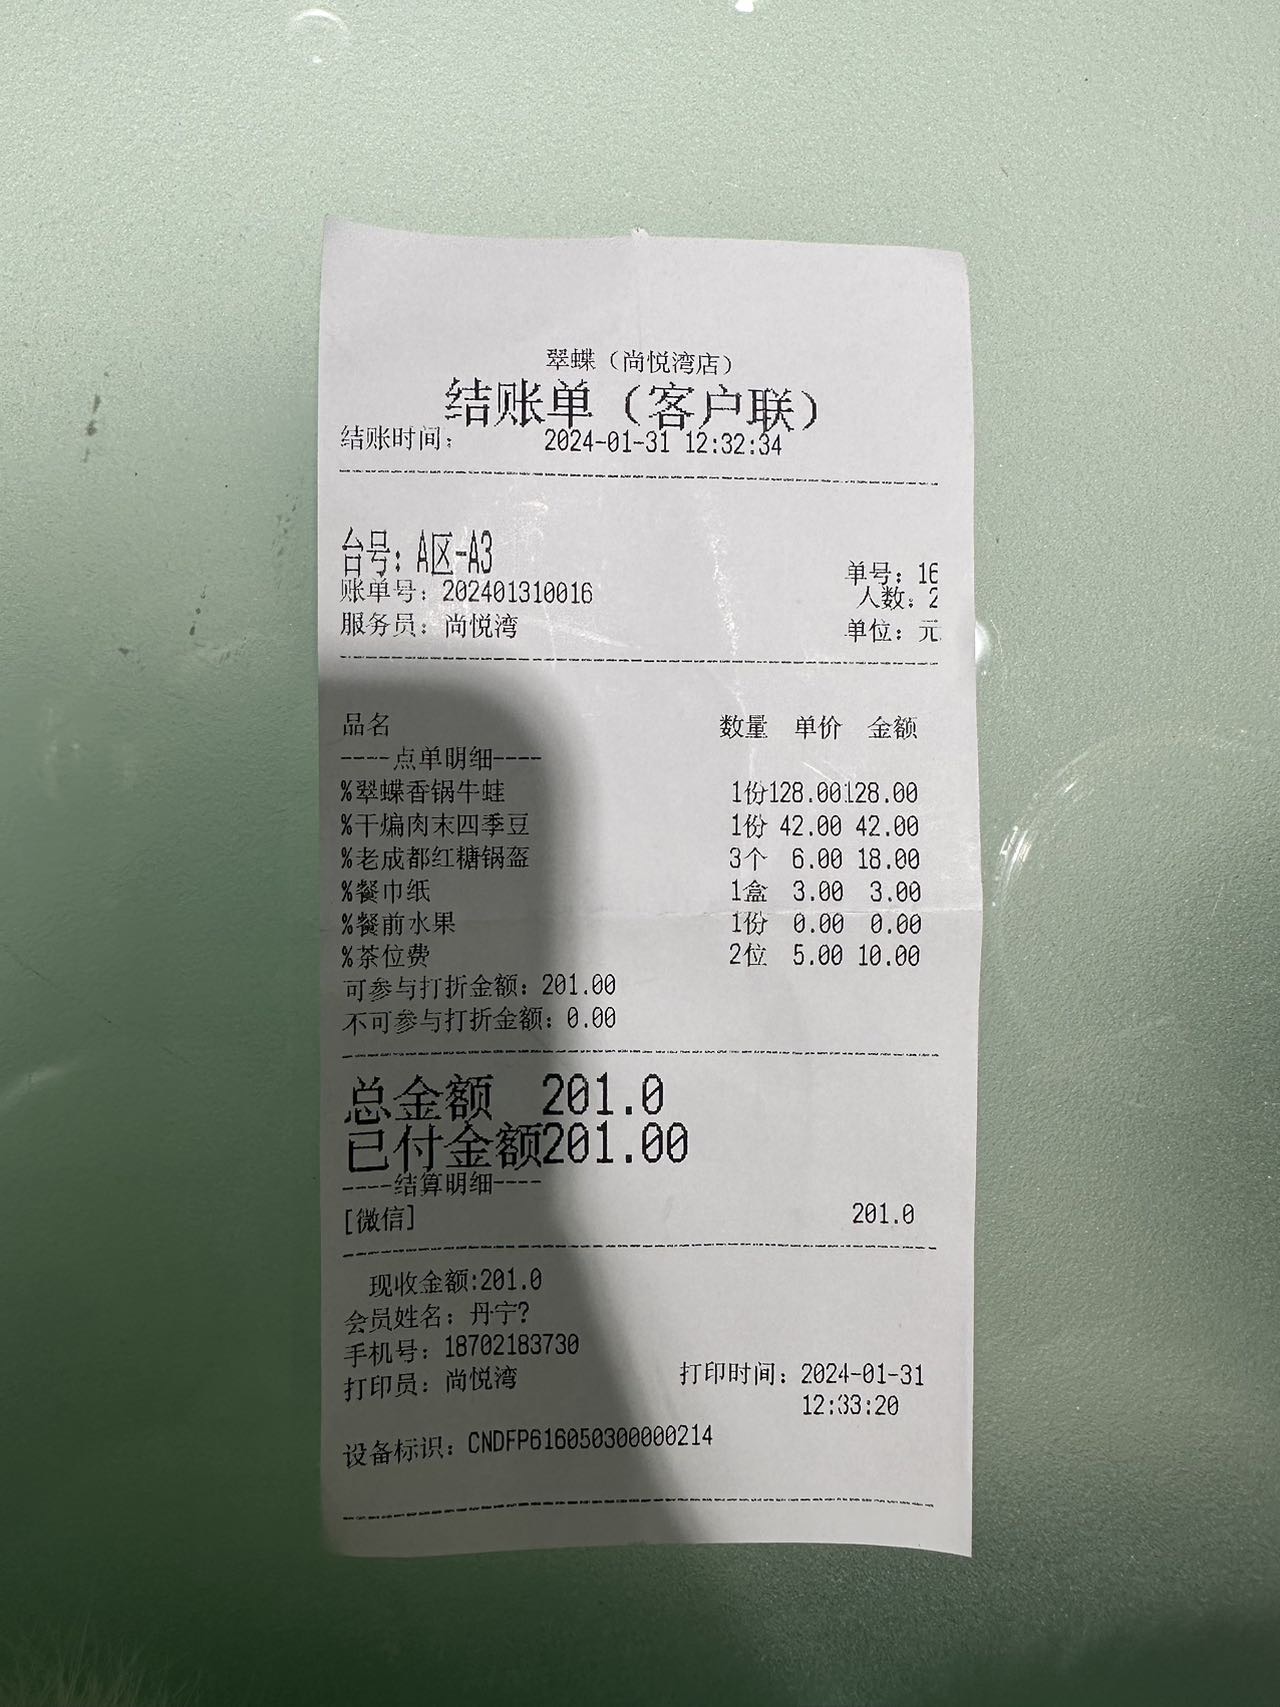 翠蝶（尚悦湾店）
结账单（客户联）
结账时间： 2024-01-31 12:32:34
台号：A区-A3
单号：16
账单号：202401310016
人数：2
服务员：尚悦湾
单位：元
品名 数量 单价 金额
----点单明细----
%翠蝶香锅牛蛙 1份128.00128.00
%干煸肉末四季豆 1份 42.00 42.00
%老成都红糖锅盔 3个 6.00 18.00
%餐巾纸 1盒 3.00 3.00
%餐前水果 1份 0.00 0.00
%茶位费 2位 5.00 10.00
可参与打折金额：201.00
不可参与打折金额：0.00
总金额 201.0
已付金额201.00
----结算明细----
[微信] 201.0
现收金额:201.0
会员姓名：丹宁?
手机号：18702183730
打印员：尚悦湾 打印时间：2024-01-31
12:33:20
设备标识：CNDFP616050300000214